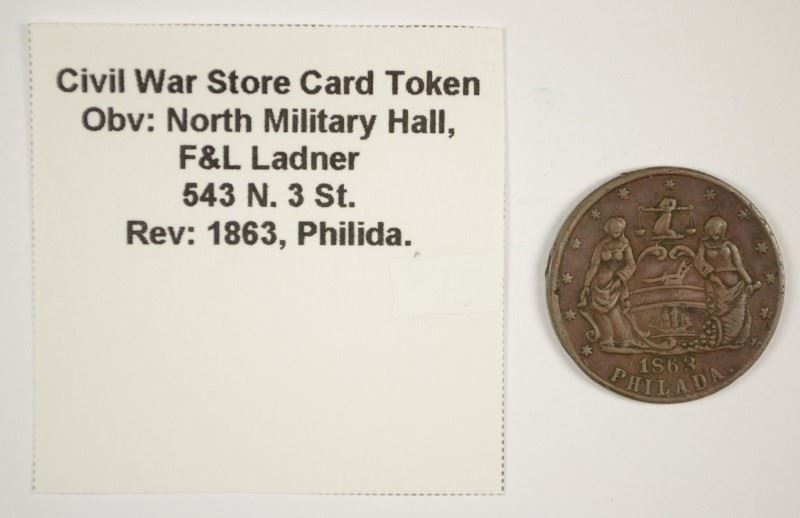 Civil War Store Card Token
Obv: North Military Hall,
F&L Ladner
543 N. 3 St.
Rev: 1863, Philida.
1863
PHILADA.